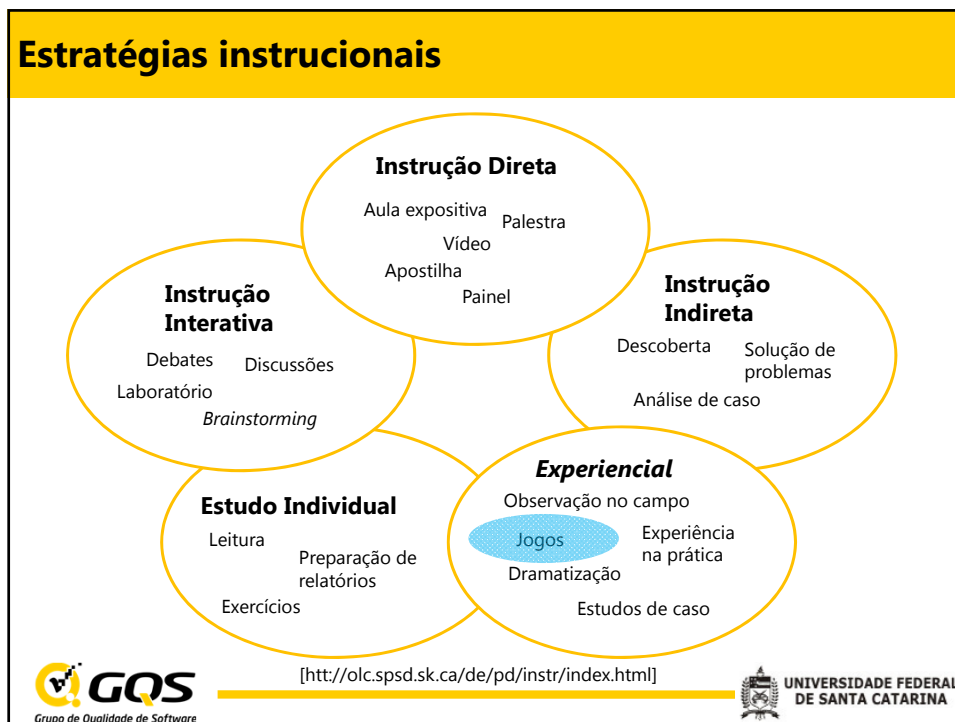 Estratégias instrucionais
Instrução Direta
Aula expositiva
Palestra
Vídeo
Apostilha
Painel
Instrução
Interativa
Debates
Discussões
Laboratório
Brainstorming
Instrução
Indireta
Descoberta
Solução de
problemas
Análise de caso
Estudo Individual
Leitura
Preparação de
relatórios
Exercícios
Experiencial
Observação no campo
Jogos
Experiência
na prática
Dramatização
Estudos de caso
[htt://olc.spsd.sk.ca/de/pd/instr/index.html]
GQS
Grupo de Qualidade de Software
UNIVERSIDADE FEDERAL
DE SANTA CATARINA